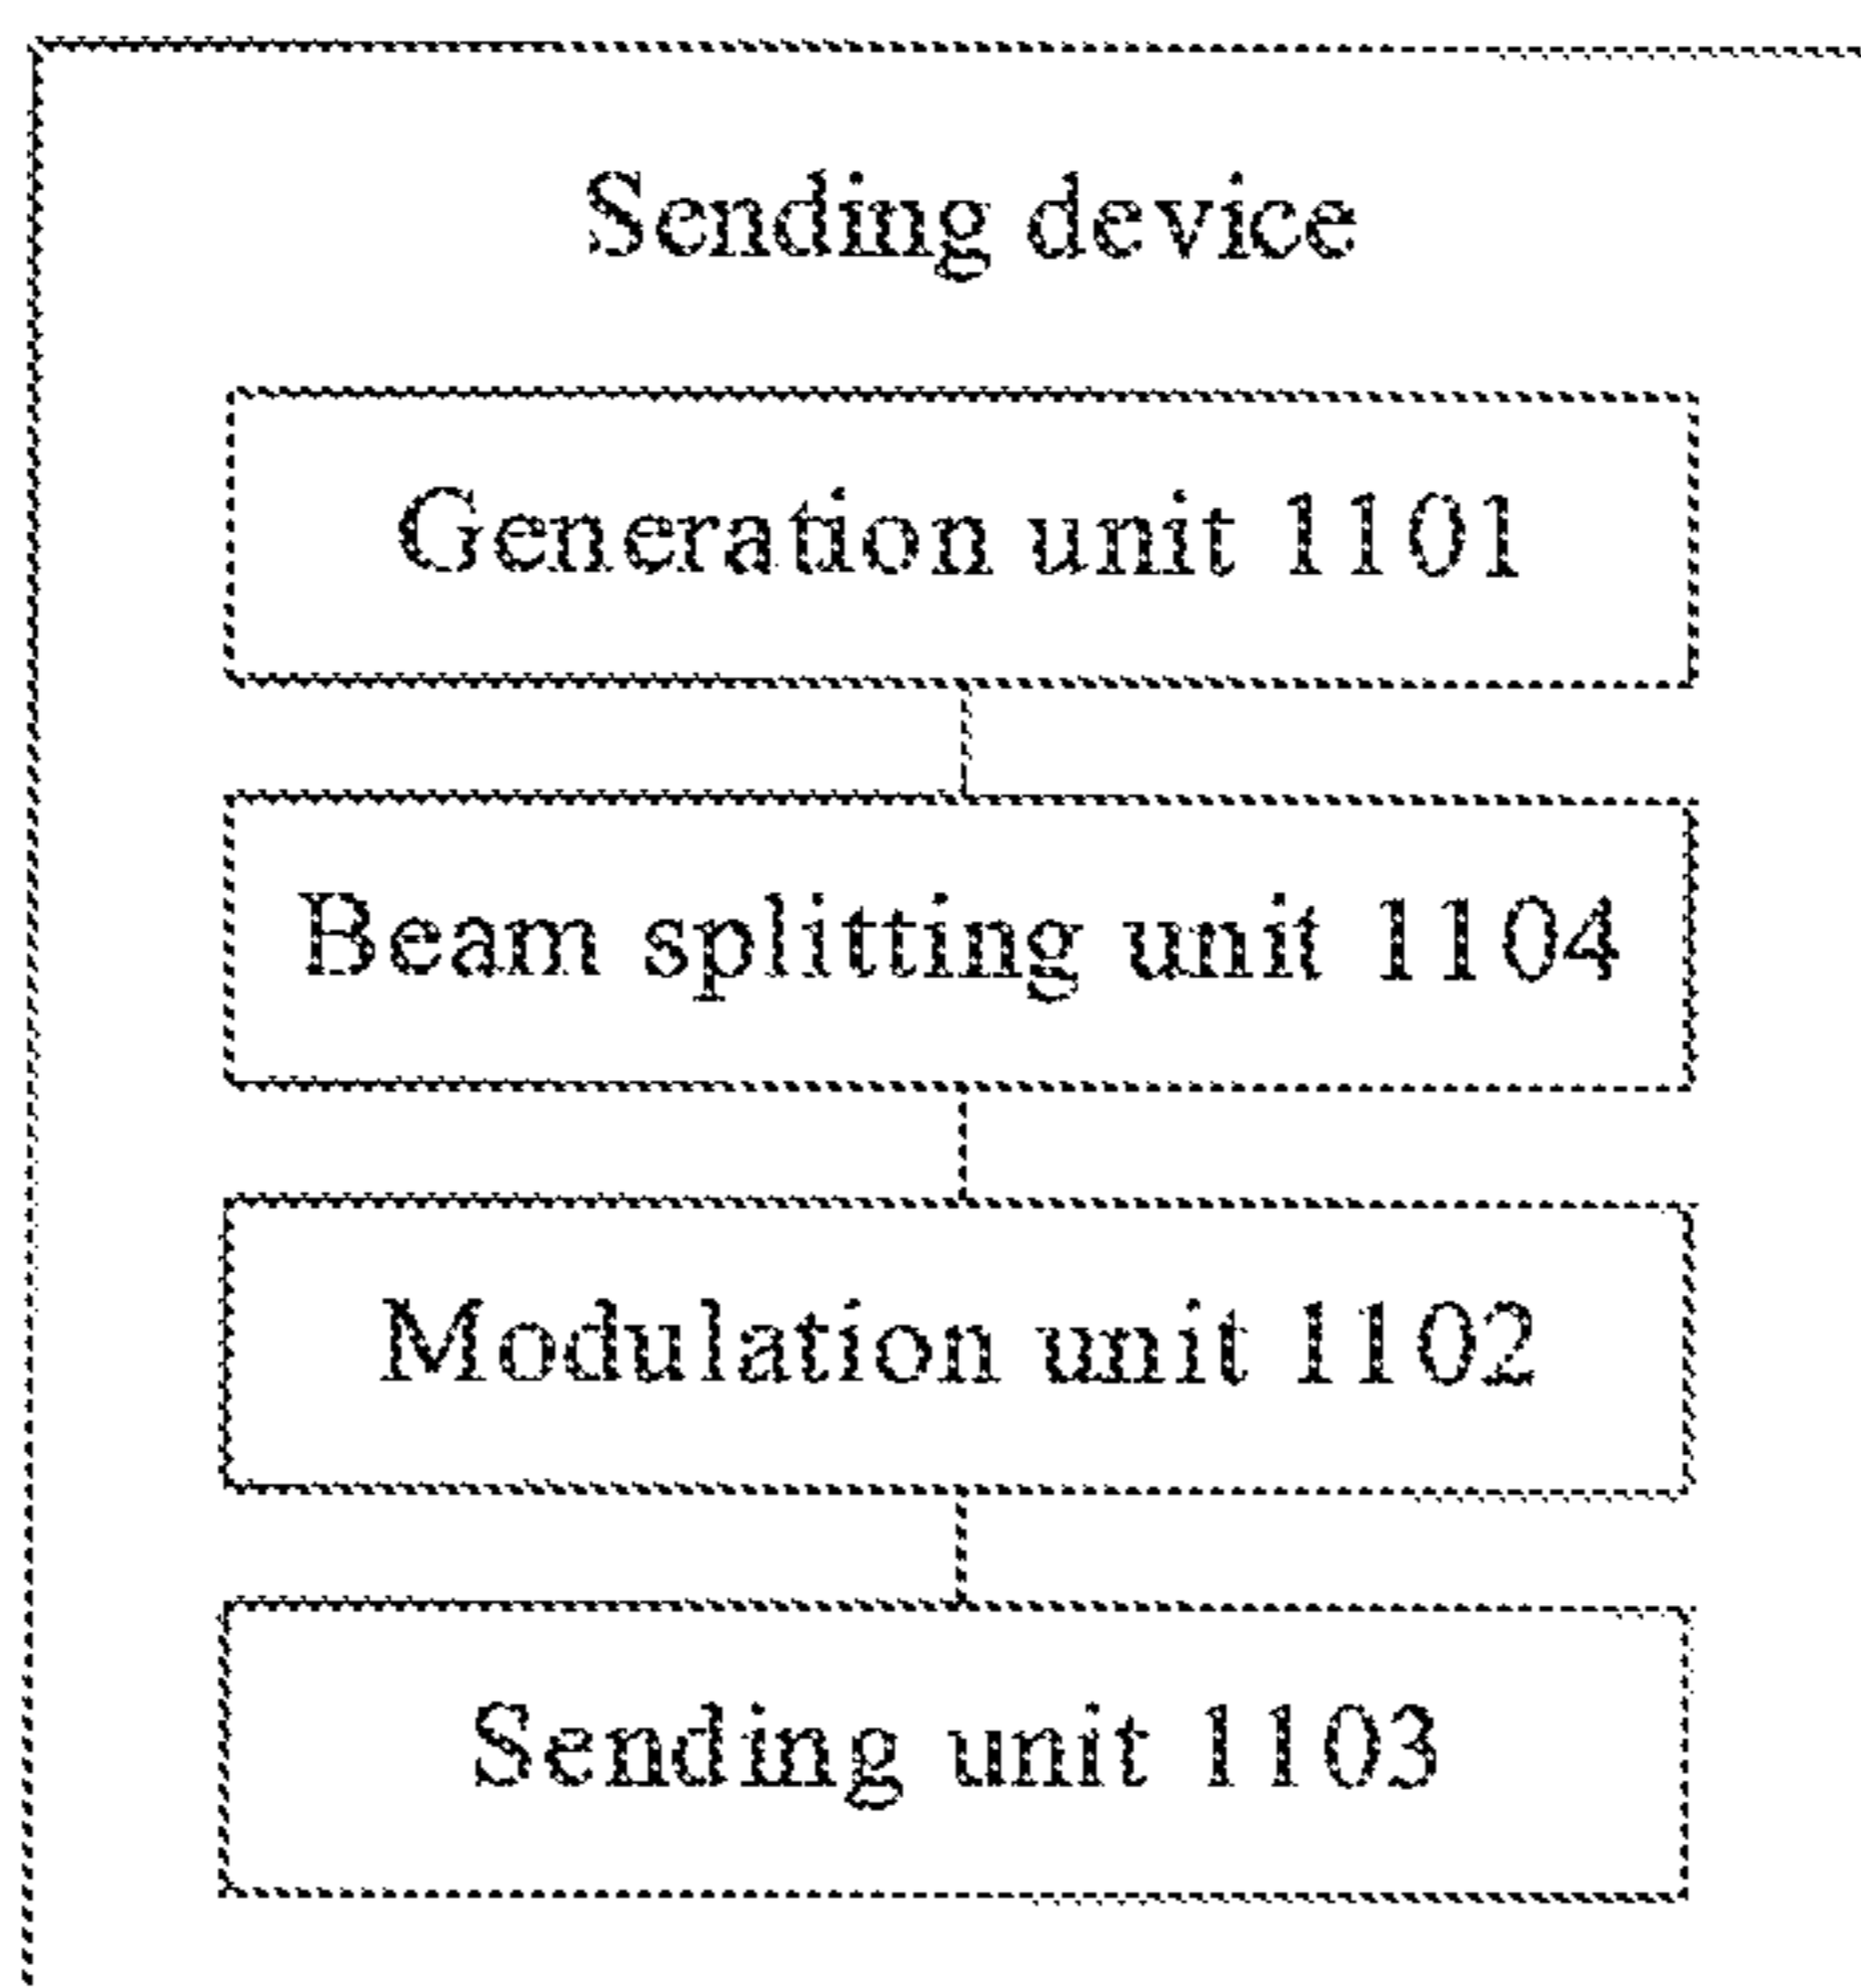 Sending device
Generation unit 1101
Beam splitting unit 1104
Modulation unit 1102
Sending unit 1103